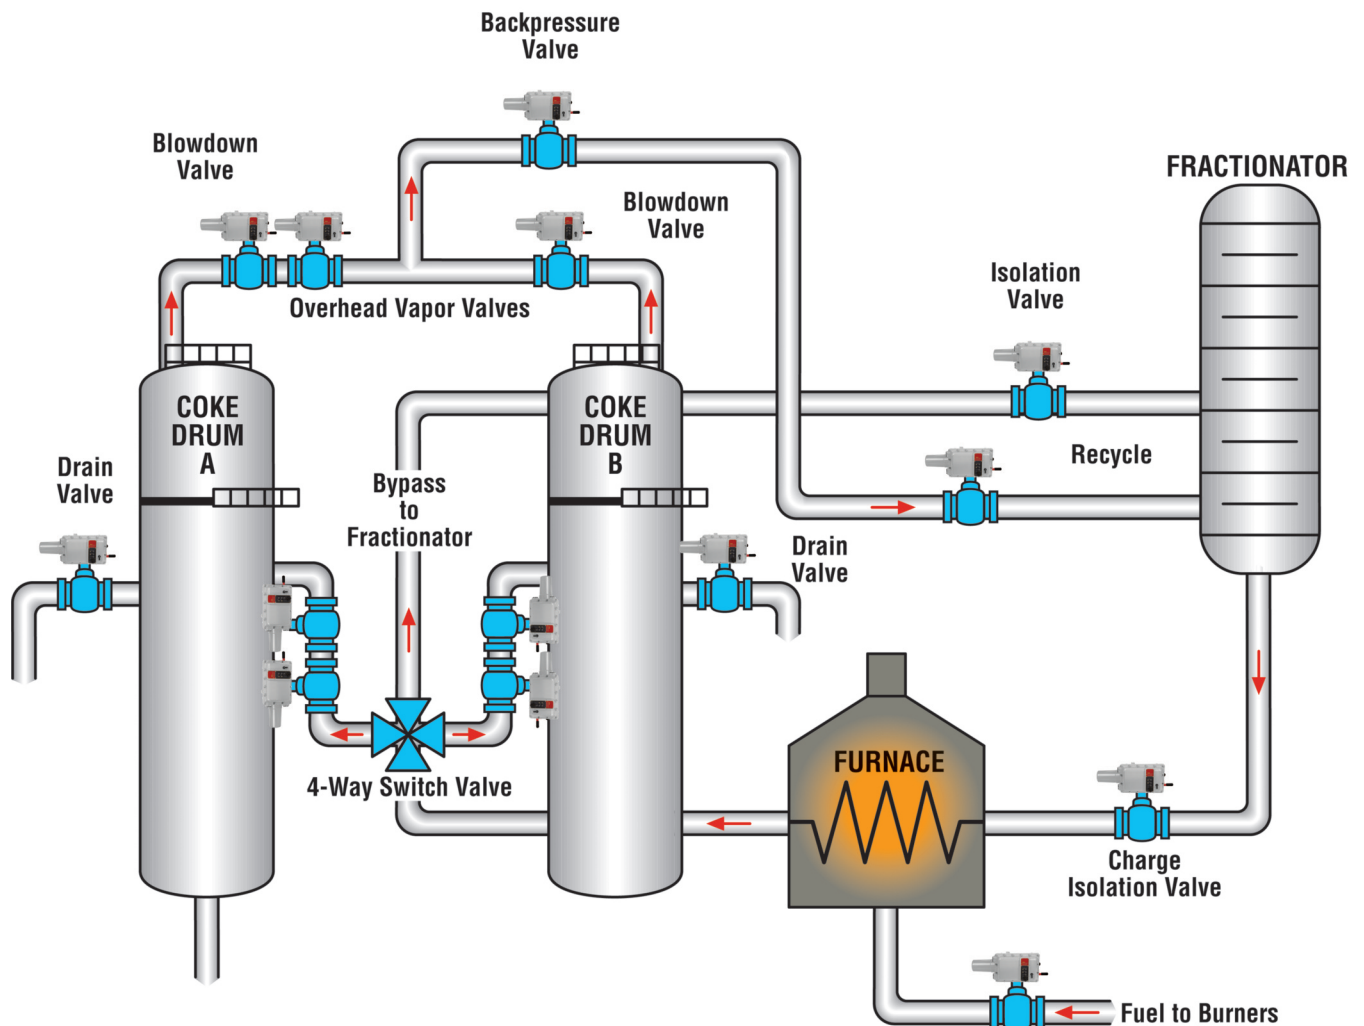 Backpressure
Valve
Blowdown
Valve
Blowdown
Valve
FRACTIONATOR
Isolation
Valve
Overhead Vapor Valves
COKE
DRUM
A
COKE
DRUM
B
Drain
Valve
Bypass
to
Fractionator
Recycle
Drain
Valve
4-Way Switch Valve
FURNACE
Charge
Isolation Valve
Fuel to Burners